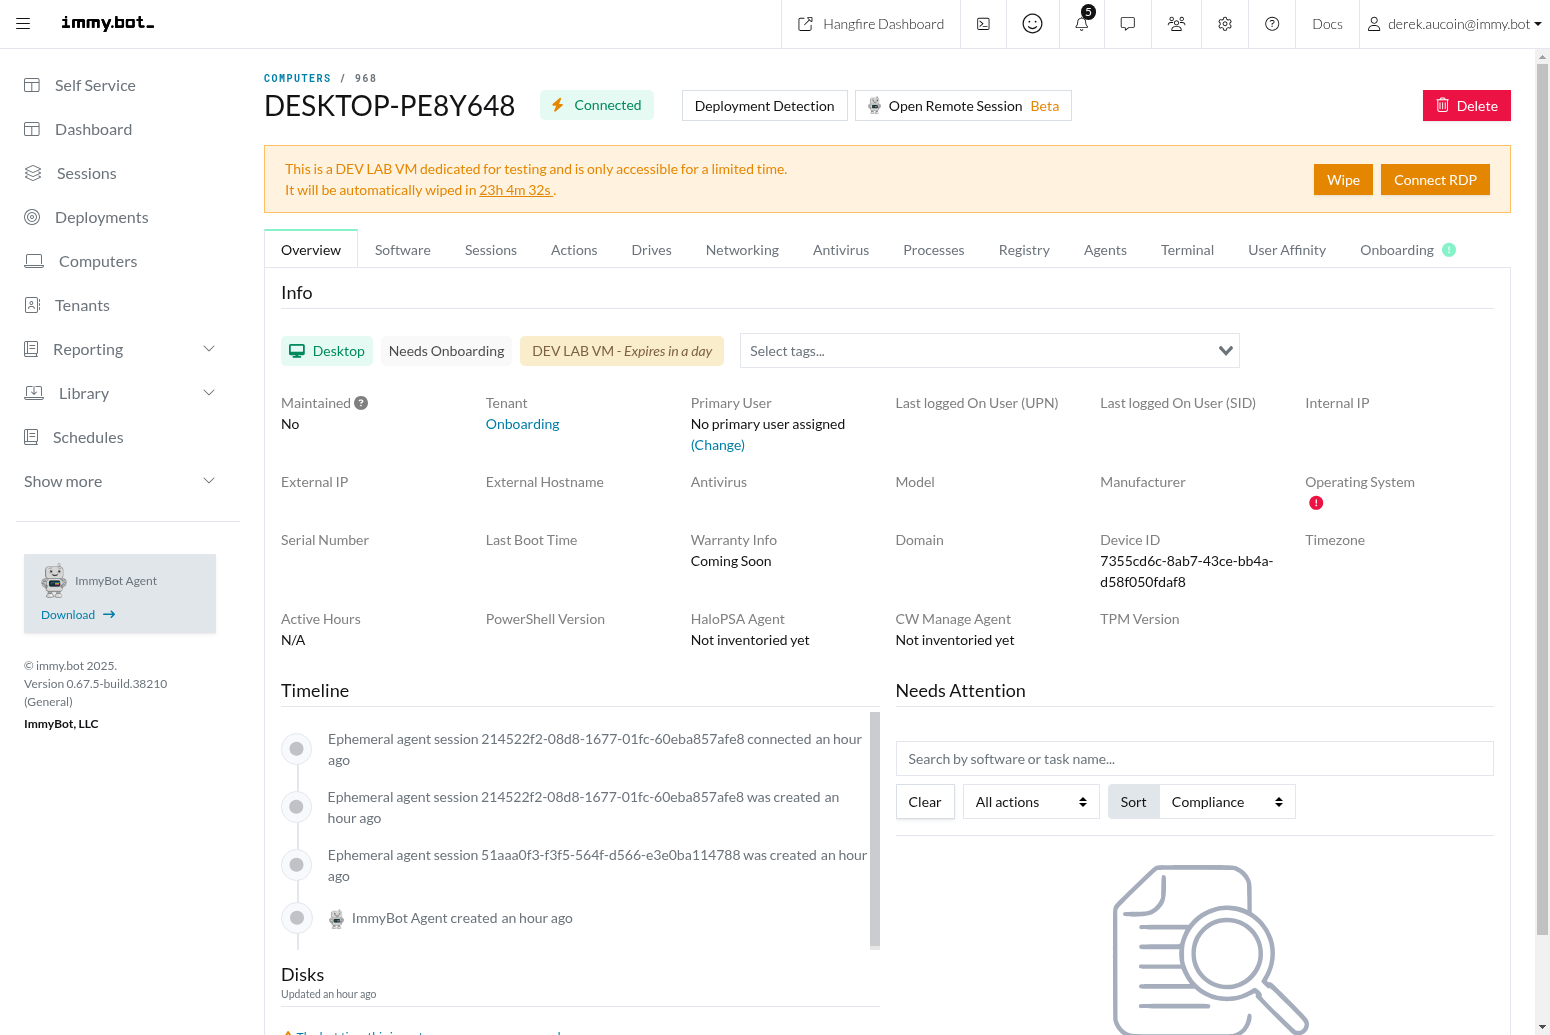 immy.bot_
Hangfire Dashboard
5
Docs
derek.aucoin@immy.bot
Self Service
Dashboard
Sessions
Deployments
Computers
Tenants
Reporting
Library
Schedules
Show more
ImmyBot Agent
Download
© immy.bot 2025.
Version 0.67.5-build.38210
(General)
ImmyBot, LLC
COMPUTERS / 968
DESKTOP-PE8Y648
Connected
Deployment Detection
Open Remote Session Beta
Delete
This is a DEV LAB VM dedicated for testing and is only accessible for a limited time.
It will be automatically wiped in 23h 4m 32s .
Wipe
Connect RDP
Overview
Software
Sessions
Actions
Drives
Networking
Antivirus
Processes
Registry
Agents
Terminal
User Affinity
Onboarding
Info
Desktop
Needs Onboarding
DEV LAB VM - Expires in a day
Select tags...
Maintained
No
Tenant
Onboarding
Primary User
No primary user assigned
(Change)
Last logged On User (UPN)
Last logged On User (SID)
Internal IP
External IP
External Hostname
Antivirus
Model
Manufacturer
Operating System
Serial Number
Last Boot Time
Warranty Info
Coming Soon
Domain
Device ID
7355cd6c-8ab7-43ce-bb4a-
d58f050fdaf8
Timezone
Active Hours
N/A
PowerShell Version
HaloPSA Agent
Not inventoried yet
CW Manage Agent
Not inventoried yet
TPM Version
Timeline
Ephemeral agent session 214522f2-08d8-1677-01fc-60eba857afe8 connected an hour
ago
Ephemeral agent session 214522f2-08d8-1677-01fc-60eba857afe8 was created an
hour ago
Ephemeral agent session 51aaa0f3-f3f5-564f-d566-e3e0ba114788 was created an hour
ago
ImmyBot Agent created an hour ago
Disks
Updated an hour ago
Needs Attention
Search by software or task name...
Clear
All actions
Sort
Compliance